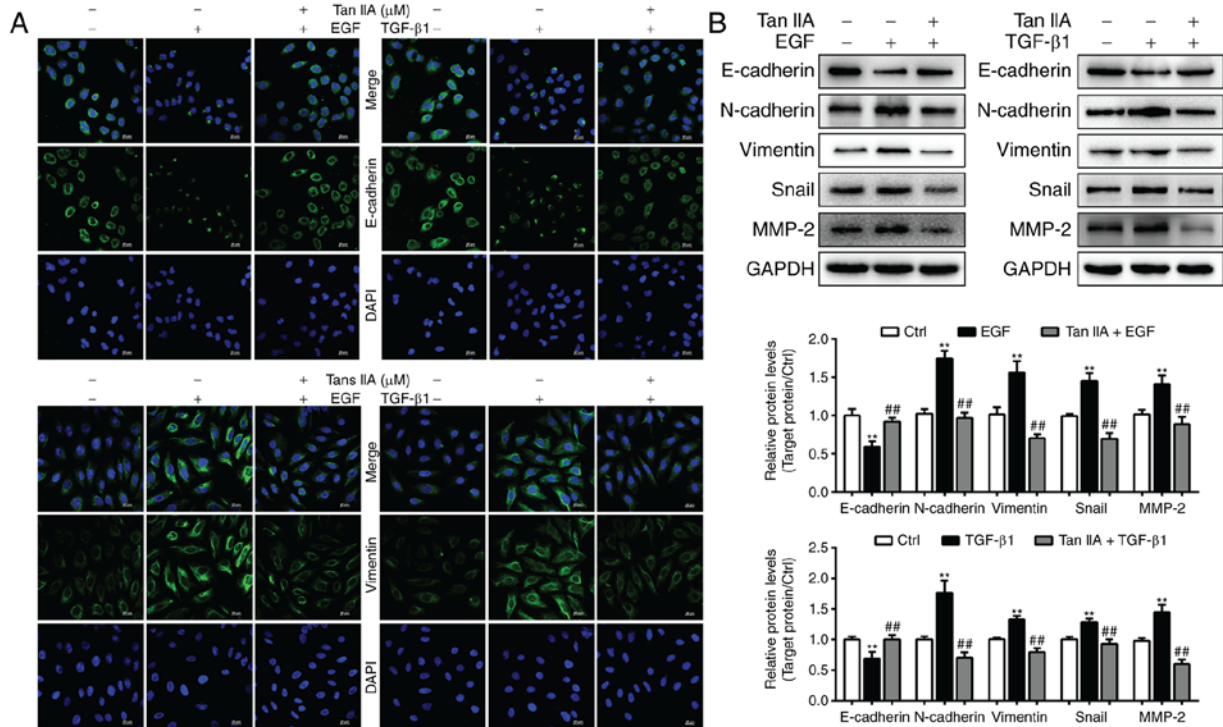 A
Tan IIA (μM)
– – + – – +
– + + EGF TGF-β1 – + +
Merge
E-cadherin
DAPI
Tans IIA (μM)
– – + – – +
– + + EGF TGF-β1 – + +
Merge
Vimentin
DAPI
B
Tan IIA – – +
EGF – + +
E-cadherin
N-cadherin
Vimentin
Snail
MMP-2
GAPDH
Tan IIA – – +
TGF-β1 – + +
E-cadherin
N-cadherin
Vimentin
Snail
MMP-2
GAPDH
Ctrl EGF Tan IIA + EGF
Relative protein levels
(Target protein/Ctrl)
2.0
1.5
1.0
0.5
0.0
** ## ** ## ** ## ** ## ** ##
E-cadherin N-cadherin Vimentin Snail MMP-2
Ctrl TGF-β1 Tan IIA + TGF-β1
Relative protein levels
(Target protein/Ctrl)
2.5
2.0
1.5
1.0
0.5
0.0
** ## ** ## ** ## ** ## ** ##
E-cadherin N-cadherin Vimentin Snail MMP-2